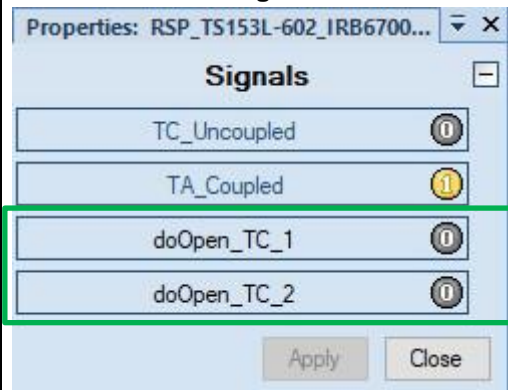 Properties: RSP_TS153L-602_IRB6700...
Signals
TC_Uncoupled 0
TA_Coupled 1
doOpen_TC_1 0
doOpen_TC_2 0
Apply Close